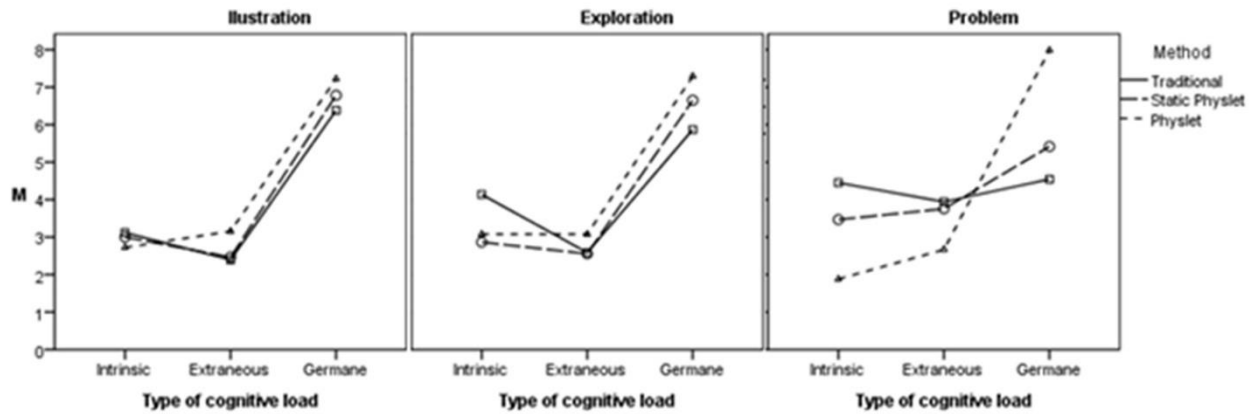 Ilustration Exploration Problem
8
7
6
5
4
3
2
1
0
M
Method
Traditional
Static Physlet
Physlet
Intrinsic Extraneous Germane Intrinsic Extraneous Germane Intrinsic Extraneous Germane
Type of cognitive load Type of cognitive load Type of cognitive load